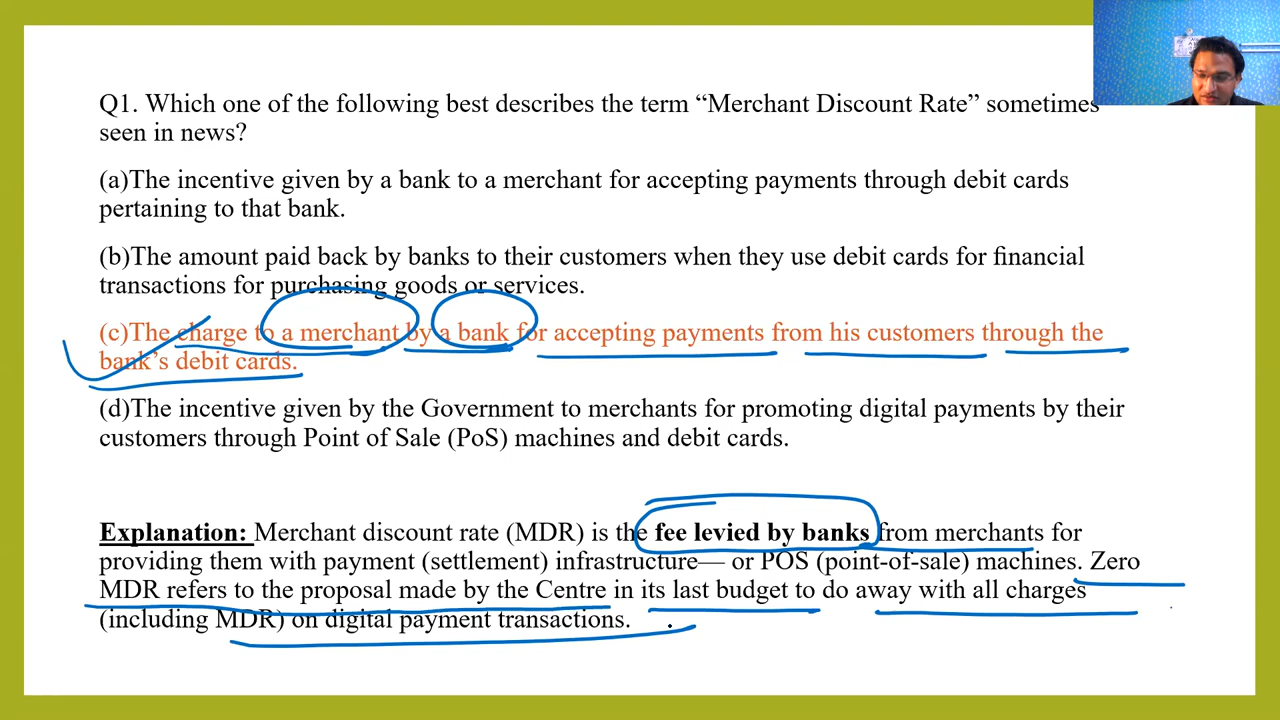 Q1. Which one of the following best describes the term “Merchant Discount Rate” sometimes
seen in news?
(a)The incentive given by a bank to a merchant for accepting payments through debit cards
pertaining to that bank.
(b)The amount paid back by banks to their customers when they use debit cards for financial
transactions for purchasing goods or services.
(c)The charge to a merchant by a bank for accepting payments from his customers through the
bank’s debit cards.
(d)The incentive given by the Government to merchants for promoting digital payments by their
customers through Point of Sale (PoS) machines and debit cards.
Explanation: Merchant discount rate (MDR) is the fee levied by banks from merchants for
providing them with payment (settlement) infrastructure— or POS (point-of-sale) machines. Zero
MDR refers to the proposal made by the Centre in its last budget to do away with all charges
(including MDR) on digital payment transactions.